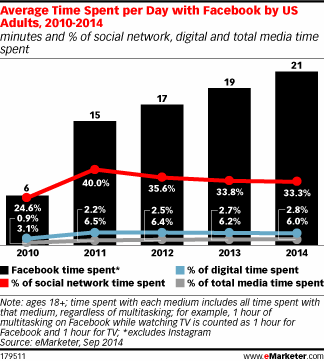 Average Time Spent per Day with Facebook by US
Adults, 2010-2014
minutes and % of social network, digital and total media time
spent
6
15
17
19
21
24.6%
40.0%
35.6%
33.8%
33.3%
0.9%
2.2%
2.5%
2.7%
2.8%
3.1%
6.5%
6.4%
6.2%
6.0%
2010
2011
2012
2013
2014
Facebook time spent*
% of digital time spent
% of social network time spent
% of total media time spent
Note: ages 18+; time spent with each medium includes all time spent with
that medium, regardless of multitasking; for example, 1 hour of
multitasking on Facebook while watching TV is counted as 1 hour for
Facebook and 1 hour for TV; *excludes Instagram
Source: eMarketer, Sep 2014
179511
www.eMarketer.com